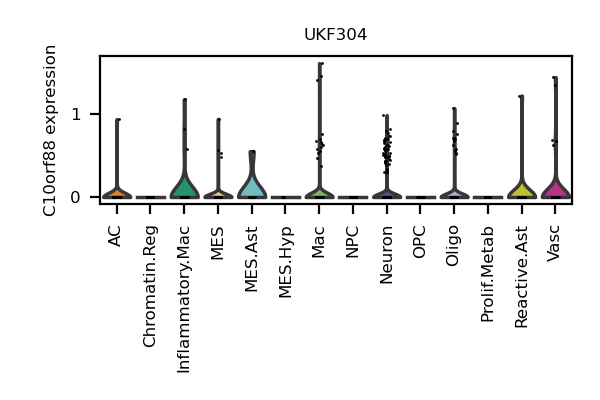 UKF304
C10orf88 expression
1
0
AC
Chromatin.Reg
Inflammatory.Mac
MES
MES.Ast
MES.Hyp
Mac
NPC
Neuron
OPC
Oligo
Prolif.Metab
Reactive.Ast
Vasc